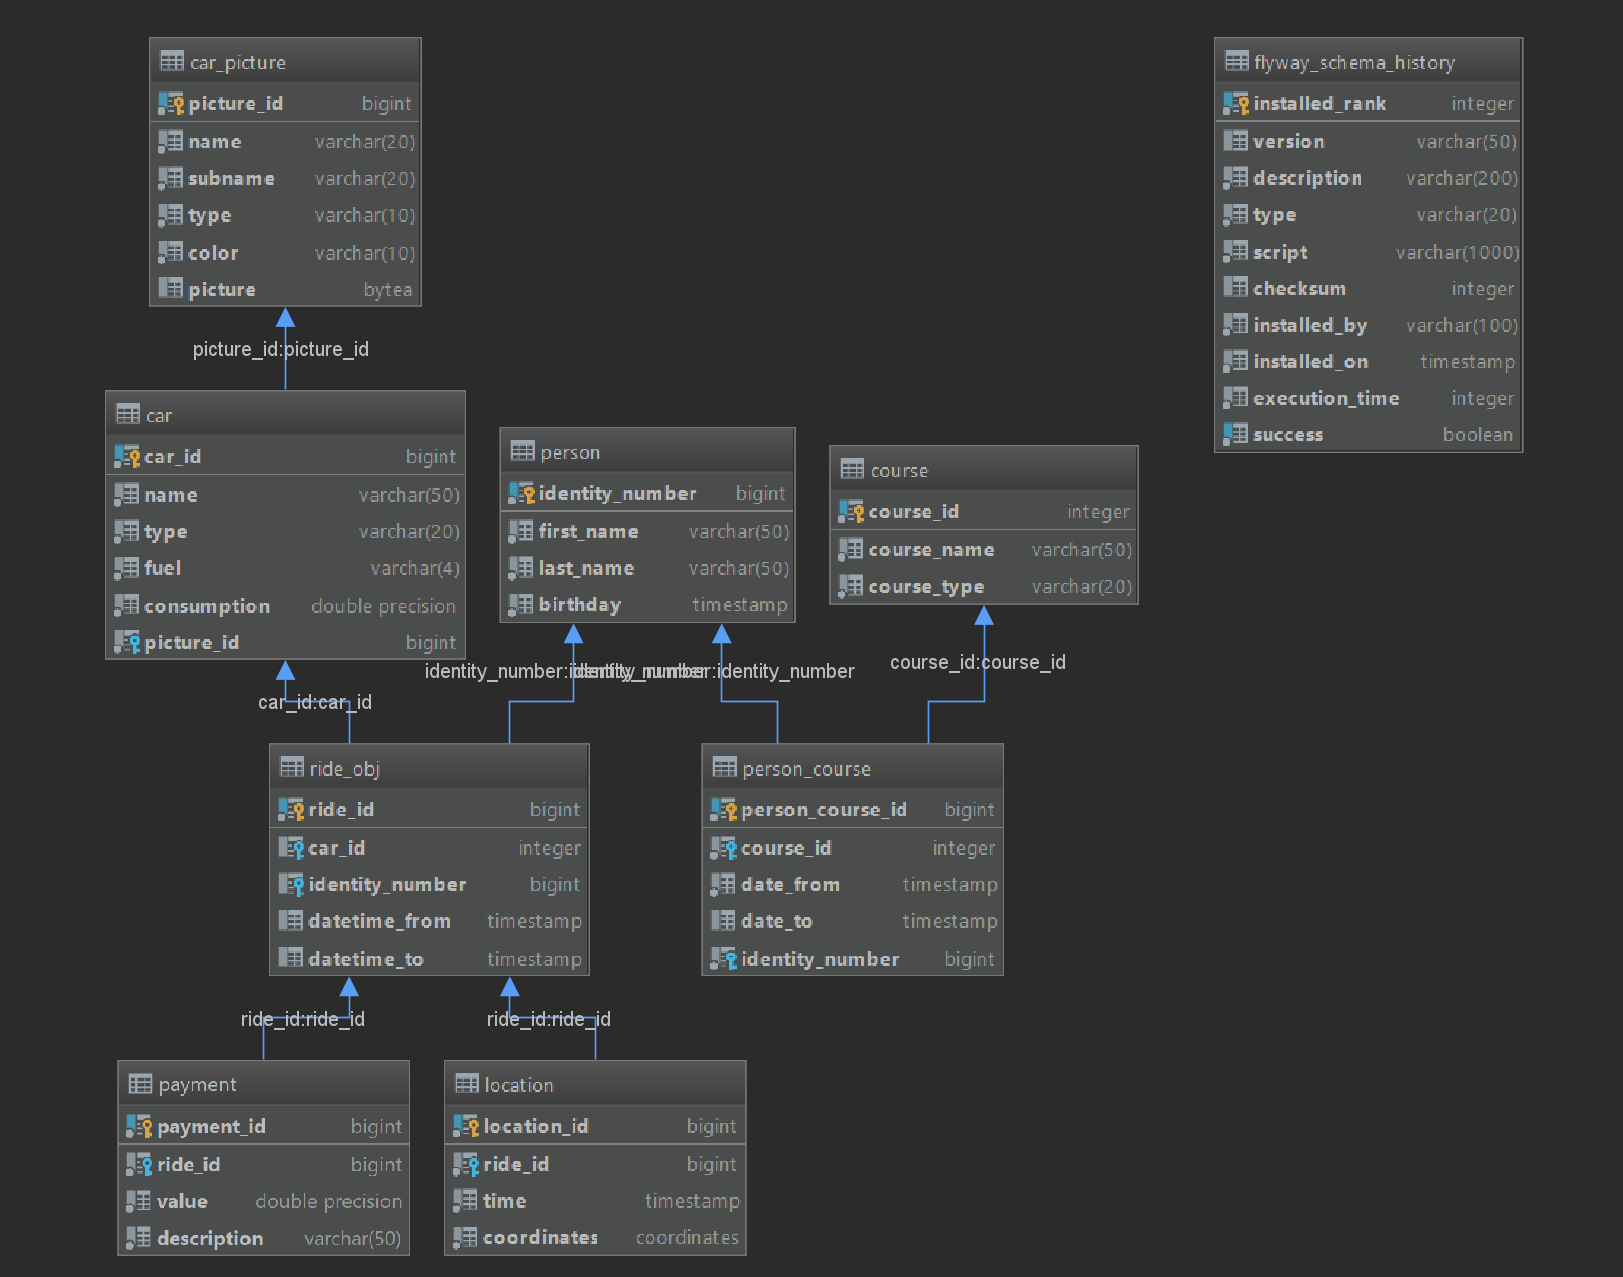 car_picture
picture_id bigint
name varchar(20)
subname varchar(20)
type varchar(10)
color varchar(10)
picture bytea
picture_id:picture_id
flyway_schema_history
installed_rank integer
version varchar(50)
description varchar(200)
type varchar(20)
script varchar(1000)
checksum integer
installed_by varchar(100)
installed_on timestamp
execution_time integer
success boolean
car
car_id bigint
name varchar(50)
type varchar(20)
fuel varchar(4)
consumption double precision
picture_id bigint
person
identity_number bigint
first_name varchar(50)
last_name varchar(50)
birthday timestamp
course
course_id integer
course_name varchar(50)
course_type varchar(20)
car_id:car_id
identity_number:identity_number
identity_number:identity_number
course_id:course_id
ride_obj
ride_id bigint
car_id integer
identity_number bigint
datetime_from timestamp
datetime_to timestamp
person_course
person_course_id bigint
course_id integer
date_from timestamp
date_to timestamp
identity_number bigint
ride_id:ride_id
ride_id:ride_id
payment
payment_id bigint
ride_id bigint
value double precision
description varchar(50)
location
location_id bigint
ride_id bigint
time timestamp
coordinates coordinates